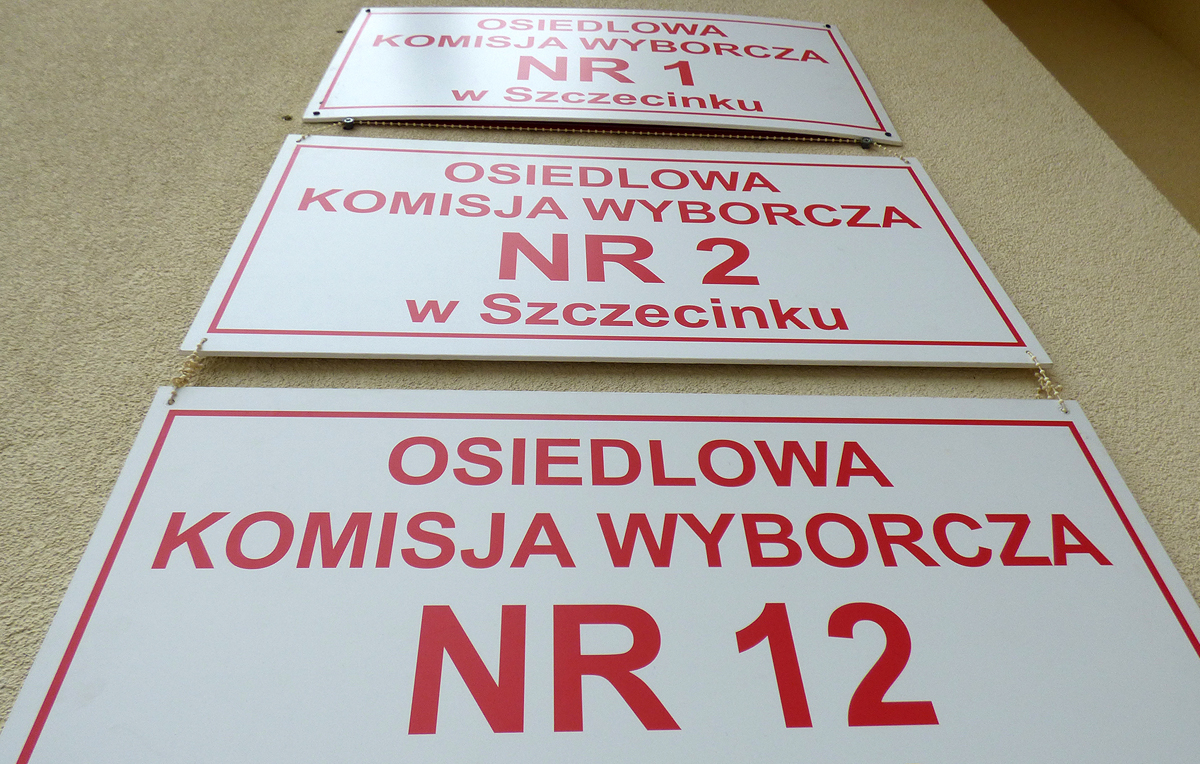 OSIEDLOWA
KOMISJA WYBORCZA
NR 1
w Szczecinku
OSIEDLOWA
KOMISJA WYBORCZA
NR 2
w Szczecinku
OSIEDLOWA
KOMISJA WYBORCZA
NR 12